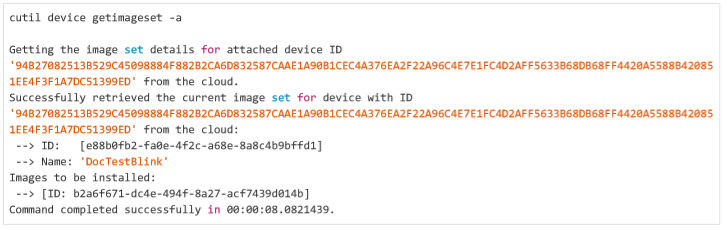 cutil device getimageset -a
Getting the image set details for attached device ID
'94B27082513B529C45098884F882B2CA6D832587CAAE1A90B1CEC4A376EA2F22A96C4E7E1FC4D2AFF5633B68DB68FF4420A5588B420851EE4F3F1A7DC51399ED' from the cloud.
Successfully retrieved the current image set for device with ID
'94B27082513B529C45098884F882B2CA6D832587CAAE1A90B1CEC4A376EA2F22A96C4E7E1FC4D2AFF5633B68DB68FF4420A5588B42085
1EE4F3F1A7DC51399ED' from the cloud:
--> ID:   [e88b0fb2-fa0e-4f2c-a68e-8a8c4b9bffd1]
--> Name: 'DocTestBlink'
Images to be installed:
--> [ID: b2a6f671-dc4e-494f-8a27-acf7439d014b]
Command completed successfully in 00:00:08.0821439.